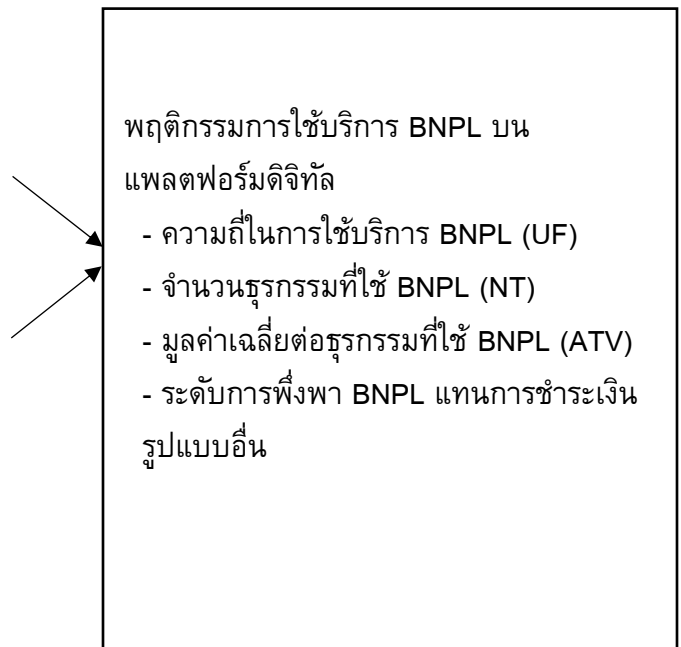 พฤติกรรมการใช้บริการ BNPL บน
แพลตฟอร์มดิจิทัล
- ความถี่ในการใช้บริการ BNPL (UF)
- จำนวนธุรกรรมที่ใช้ BNPL (NT)
- มูลค่าเฉลี่ยต่อธุรกรรมที่ใช้ BNPL (ATV)
- ระดับการพึ่งพา BNPL แทนการชำระเงิน
รูปแบบอื่น